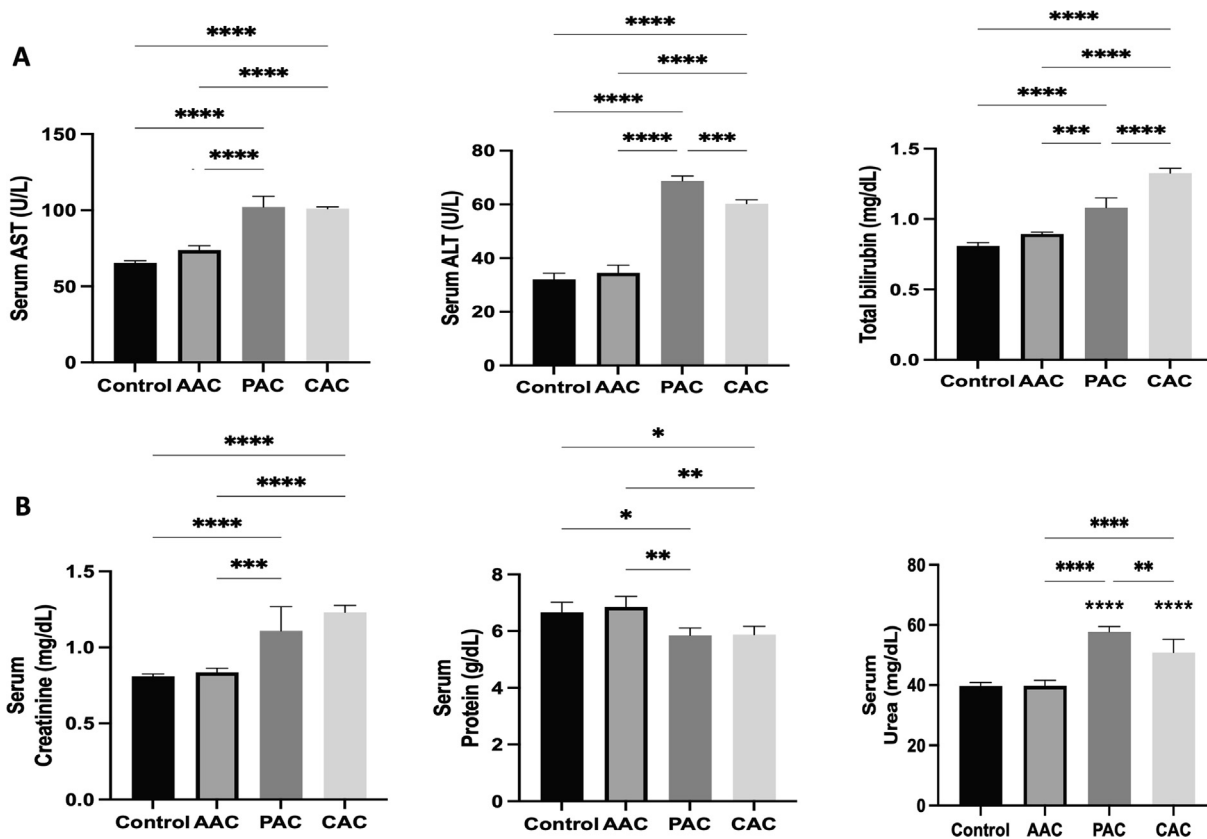 A
****
****
****
****
Serum AST (U/L)
150
100
50
0
Control AAC PAC CAC
****
****
****
**** ***
Serum ALT (U/L)
80
60
40
20
0
Control AAC PAC CAC
****
****
****
*** ****
Total bilirubin (mg/dL)
1.5
1.0
0.5
0.0
Control AAC PAC CAC
B
****
****
****
***
Serum
Creatinine (mg/dL)
1.5
1.0
0.5
0.0
Control AAC PAC CAC
*
**
*
**
Serum
Protein (g/dL)
8
6
4
2
0
Control AAC PAC CAC
****
**** **
**** ****
Serum
Urea (mg/dL)
80
60
40
20
0
Control AAC PAC CAC